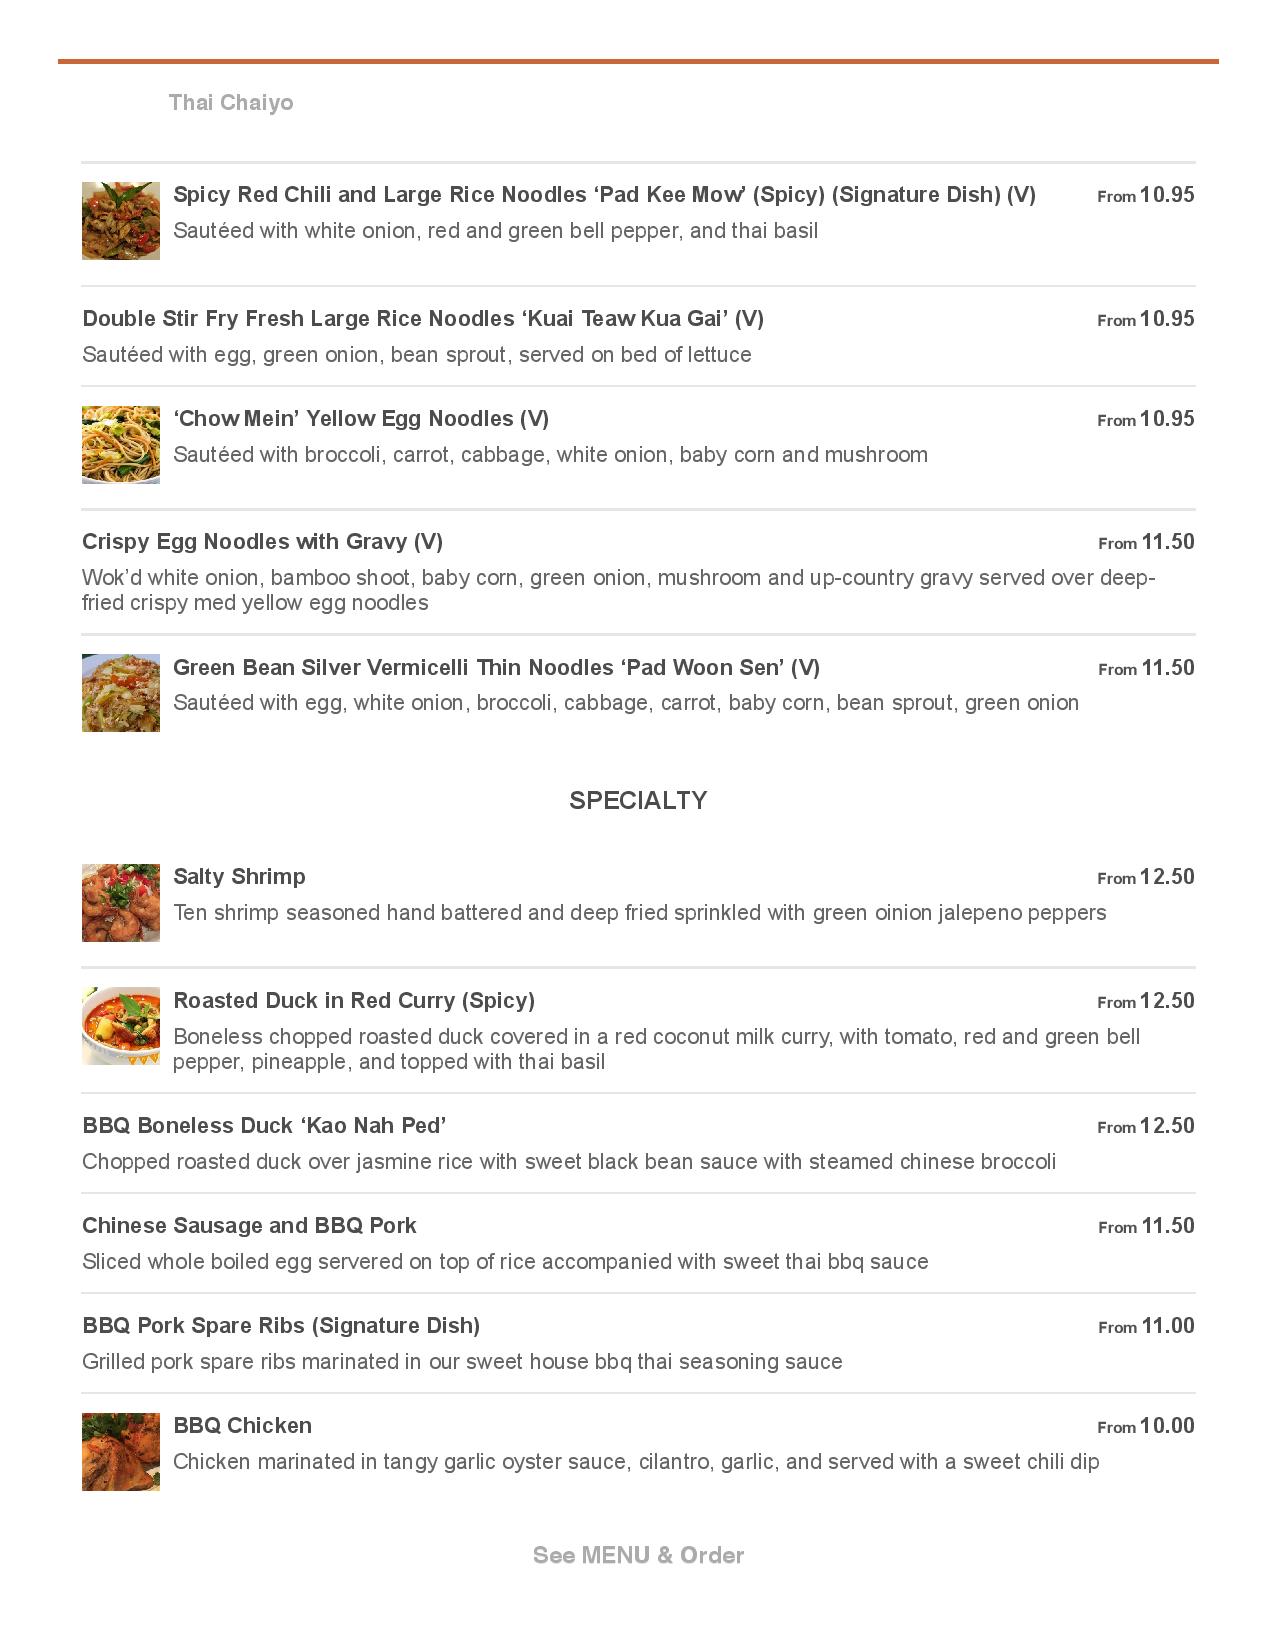 Thai Chaiyo
Spicy Red Chili and Large Rice Noodles ‘Pad Kee Mow’ (Spicy) (Signature Dish) (V) From 10.95
Sautéed with white onion, red and green bell pepper, and thai basil
Double Stir Fry Fresh Large Rice Noodles ‘Kuai Teaw Kua Gai’ (V) From 10.95
Sautéed with egg, green onion, bean sprout, served on bed of lettuce
‘Chow Mein’ Yellow Egg Noodles (V) From 10.95
Sautéed with broccoli, carrot, cabbage, white onion, baby corn and mushroom
Crispy Egg Noodles with Gravy (V) From 11.50
Wok’d white onion, bamboo shoot, baby corn, green onion, mushroom and up-country gravy served over deep-
fried crispy med yellow egg noodles
Green Bean Silver Vermicelli Thin Noodles ‘Pad Woon Sen’ (V) From 11.50
Sautéed with egg, white onion, broccoli, cabbage, carrot, baby corn, bean sprout, green onion
SPECIALTY
Salty Shrimp From 12.50
Ten shrimp seasoned hand battered and deep fried sprinkled with green oinion jalepeno peppers
Roasted Duck in Red Curry (Spicy) From 12.50
Boneless chopped roasted duck covered in a red coconut milk curry, with tomato, red and green bell
pepper, pineapple, and topped with thai basil
BBQ Boneless Duck ‘Kao Nah Ped’ From 12.50
Chopped roasted duck over jasmine rice with sweet black bean sauce with steamed chinese broccoli
Chinese Sausage and BBQ Pork From 11.50
Sliced whole boiled egg servered on top of rice accompanied with sweet thai bbq sauce
BBQ Pork Spare Ribs (Signature Dish) From 11.00
Grilled pork spare ribs marinated in our sweet house bbq thai seasoning sauce
BBQ Chicken From 10.00
Chicken marinated in tangy garlic oyster sauce, cilantro, garlic, and served with a sweet chili dip
See MENU & Order